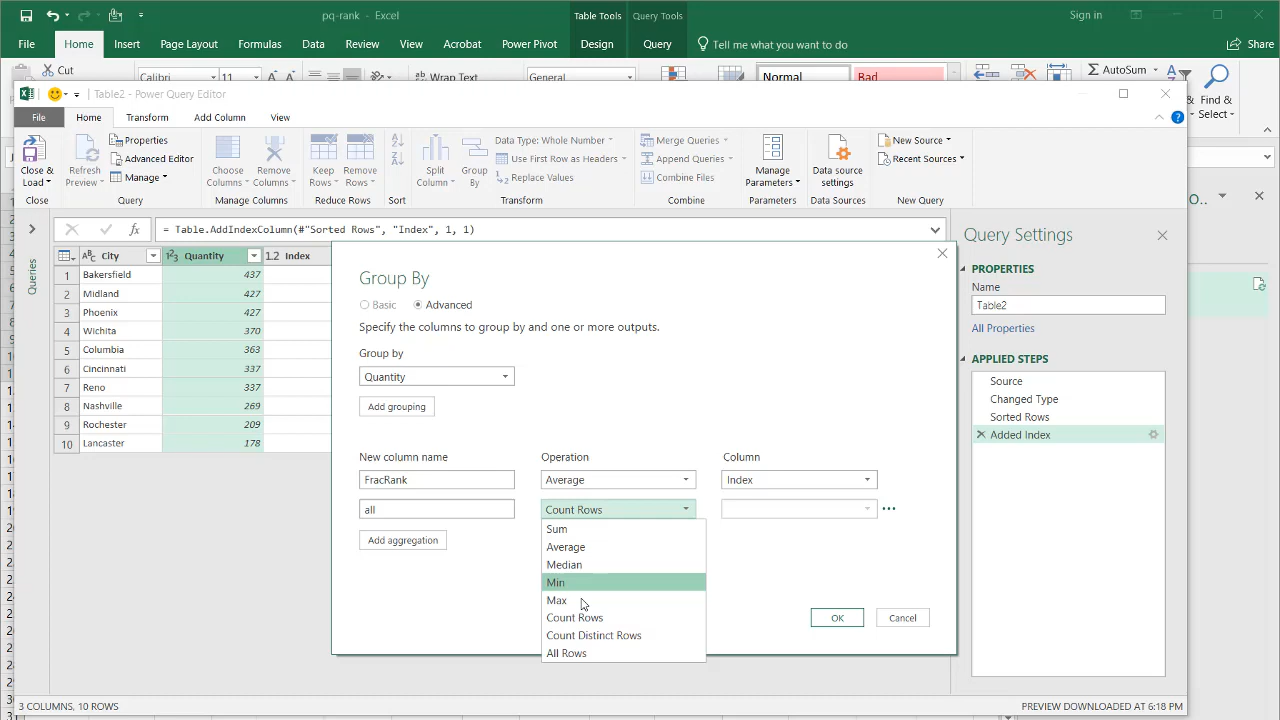 pq-rank - Excel
Table Tools
Query Tools
Sign in
File
Home
Insert
Page Layout
Formulas
Data
Review
View
Acrobat
Power Pivot
Design
Query
Tell me what you want to do
Share
Cut
Calibri
11
Wrap Text
General
Normal
Bad
AutoSum
Find &
Select
Table2 - Power Query Editor
File
Home
Transform
Add Column
View
Close &
Load
Close
Refresh
Preview
Properties
Advanced Editor
Manage
Query
Choose
Columns
Remove
Columns
Manage Columns
Keep
Rows
Remove
Rows
Reduce Rows
Sort
Split
Column
Group
By
Data Type: Whole Number
Use First Row as Headers
Replace Values
Transform
Merge Queries
Append Queries
Combine Files
Combine
Manage
Parameters
Parameters
Data source
settings
Data Sources
New Source
Recent Sources
New Query
= Table.AddIndexColumn(#"Sorted Rows", "Index", 1, 1)
Queries
City Quantity 1.2 Index
1 Bakersfield 437
2 Midland 427
3 Phoenix 427
4 Wichita 370
5 Columbia 363
6 Cincinnati 337
7 Reno 337
8 Nashville 269
9 Rochester 209
10 Lancaster 178
Group By
Basic Advanced
Specify the columns to group by and one or more outputs.
Group by
Quantity
Add grouping
New column name Operation Column
FracRank Average Index
all Count Rows
Add aggregation
Sum
Average
Median
Min
Max
Count Rows
Count Distinct Rows
All Rows
OK Cancel
Query Settings
PROPERTIES
Name
Table2
All Properties
APPLIED STEPS
Source
Changed Type
Sorted Rows
Added Index
3 COLUMNS, 10 ROWS
PREVIEW DOWNLOADED AT 6:18 PM